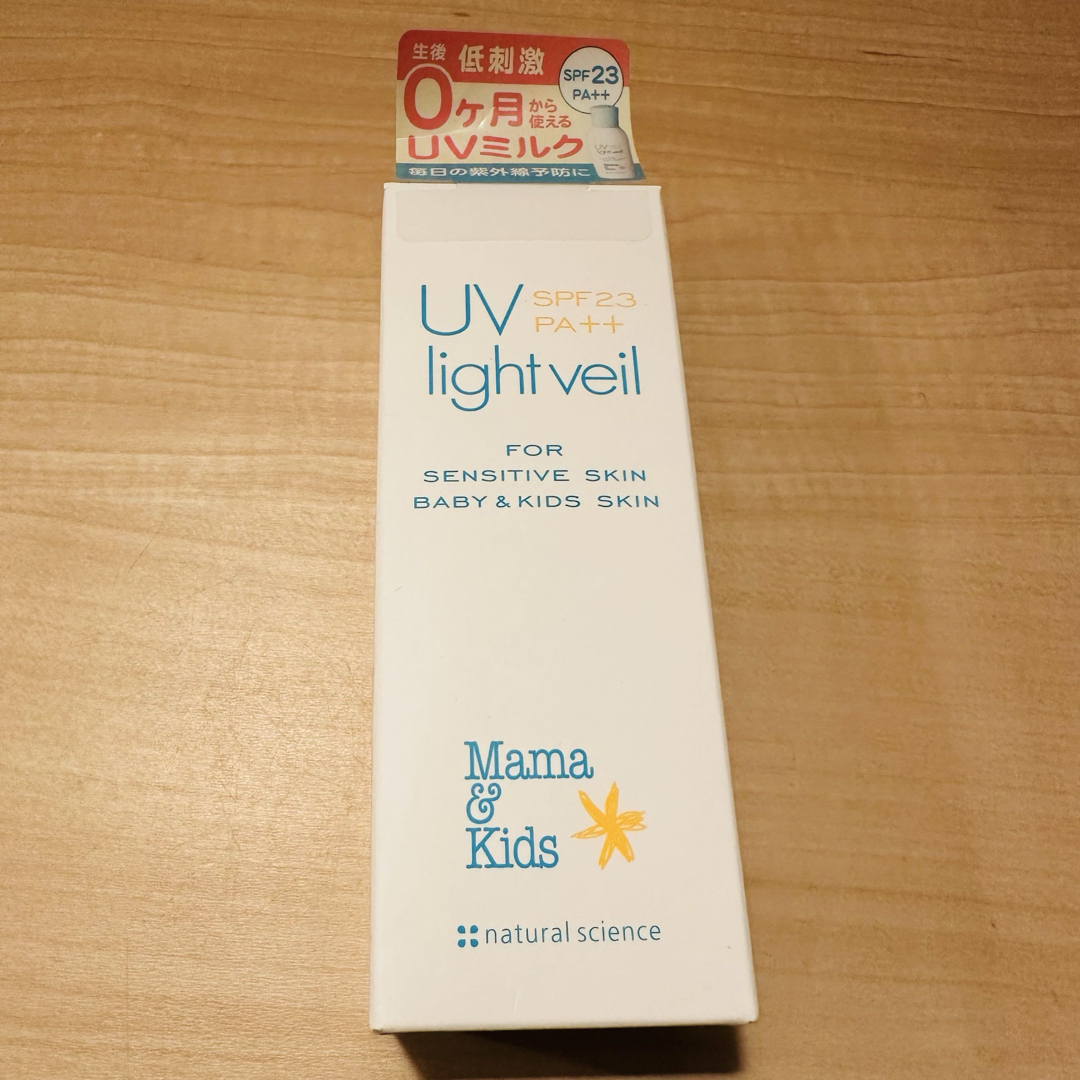 生後 低刺激
0ヶ月から使える
SPF23
PA++
UVミルク
毎日の紫外線予防に
UV SPF23
PA++
light veil
FOR
SENSITIVE SKIN
BABY & KIDS SKIN
Mama
&
Kids
natural science